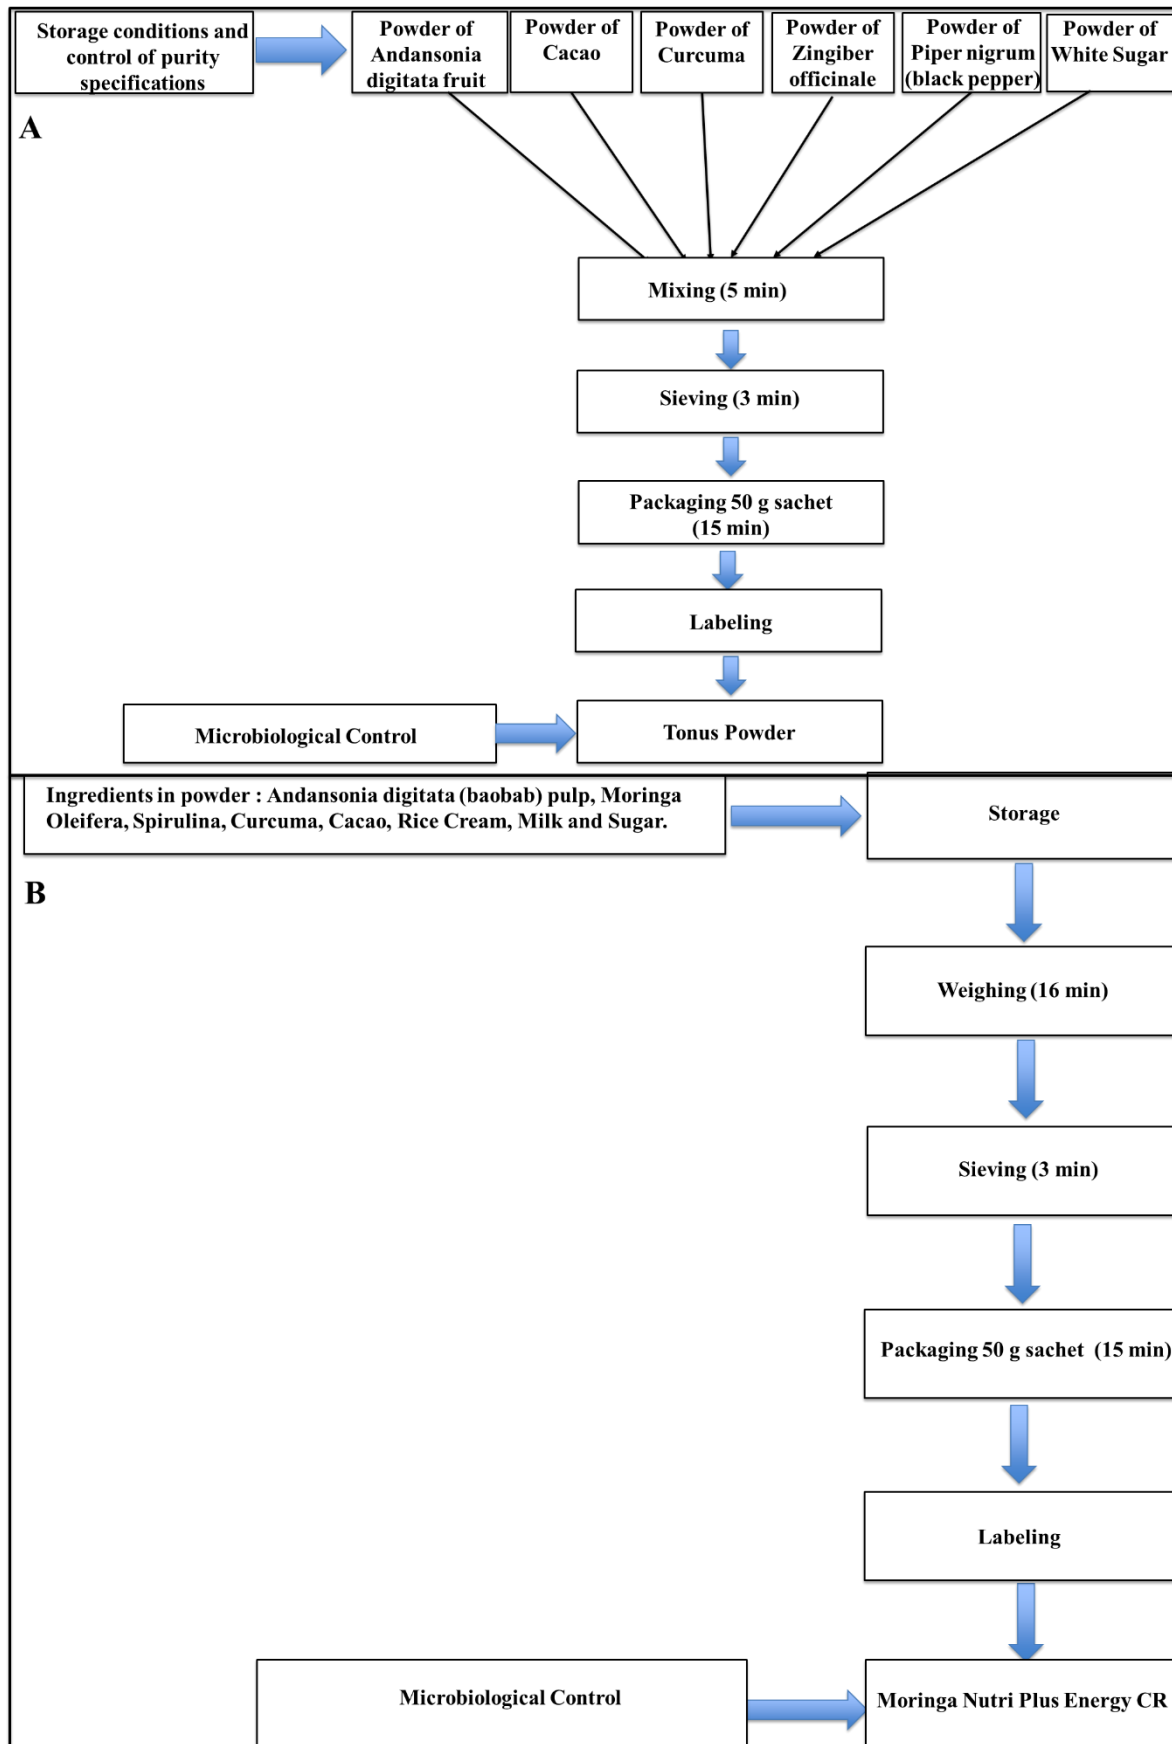 Storage conditions and
control of purity
specifications
Powder of
Andansonia
digitata fruit
Powder of
Cacao
Powder of
Curcuma
Powder of
Zingiber
officinale
Powder of
Piper nigrum
(black pepper)
Powder of
White Sugar
A
Mixing (5 min)
Sieving (3 min)
Packaging 50 g sachet
(15 min)
Labeling
Microbiological Control
Tonus Powder
Ingredients in powder : Andansonia digitata (baobab) pulp, Moringa
Oleifera, Spirulina, Curcuma, Cacao, Rice Cream, Milk and Sugar.
Storage
B
Weighing (16 min)
Sieving (3 min)
Packaging 50 g sachet (15 min)
Labeling
Microbiological Control
Moringa Nutri Plus Energy CR